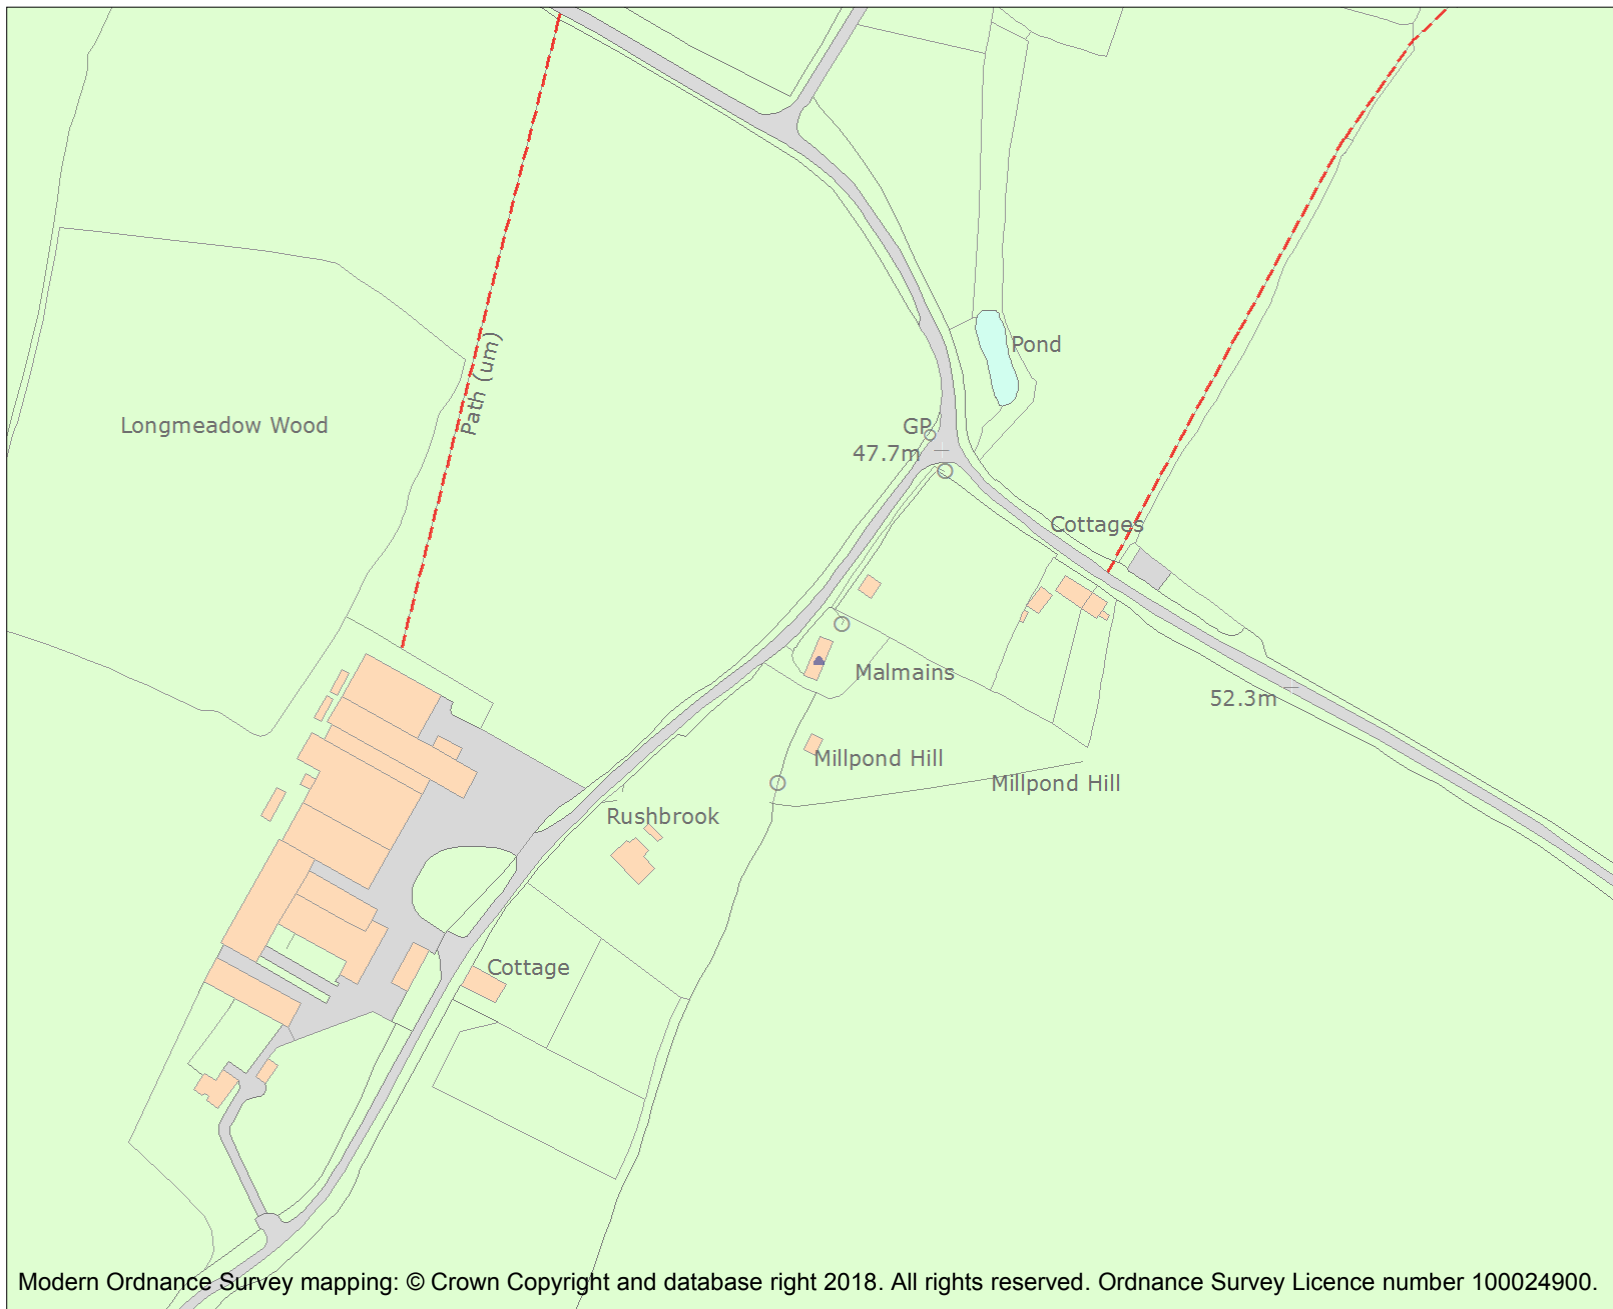 Pond
Path (um)
Longmeadow Wood
GP
47.7m
Cottages
Malmains
52.3m
Millpond Hill
Millpond Hill
Rushbrook
Cottage
Modern Ordnance Survey mapping: © Crown Copyright and database right 2018. All rights reserved. Ordnance Survey Licence number 100024900.